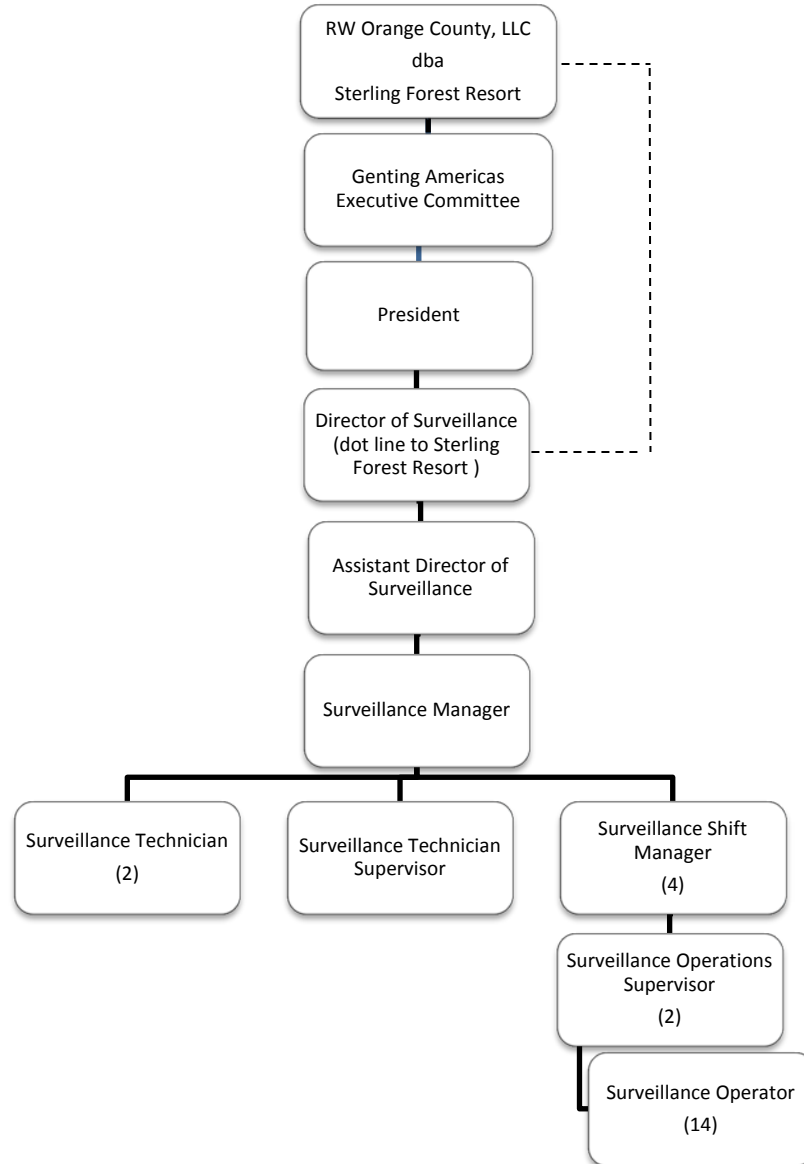 RW Orange County, LLC
dba
Sterling Forest Resort
Genting Americas
Executive Committee
President
Director of Surveillance
(dot line to Sterling
Forest Resort )
Assistant Director of
Surveillance
Surveillance Manager
Surveillance Technician
(2)
Surveillance Technician
Supervisor
Surveillance Shift
Manager
(4)
Surveillance Operations
Supervisor
(2)
Surveillance Operator
(14)